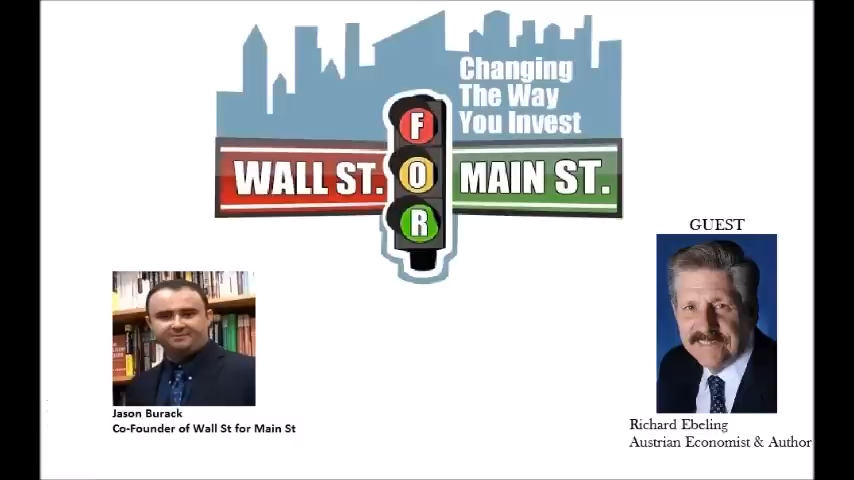 Changing
The Way
You Invest
WALL ST.
F
O
R
MAIN ST.
GUEST
Jason Burack
Co-Founder of Wall St for Main St
Richard Ebeling
Austrian Economist & Author